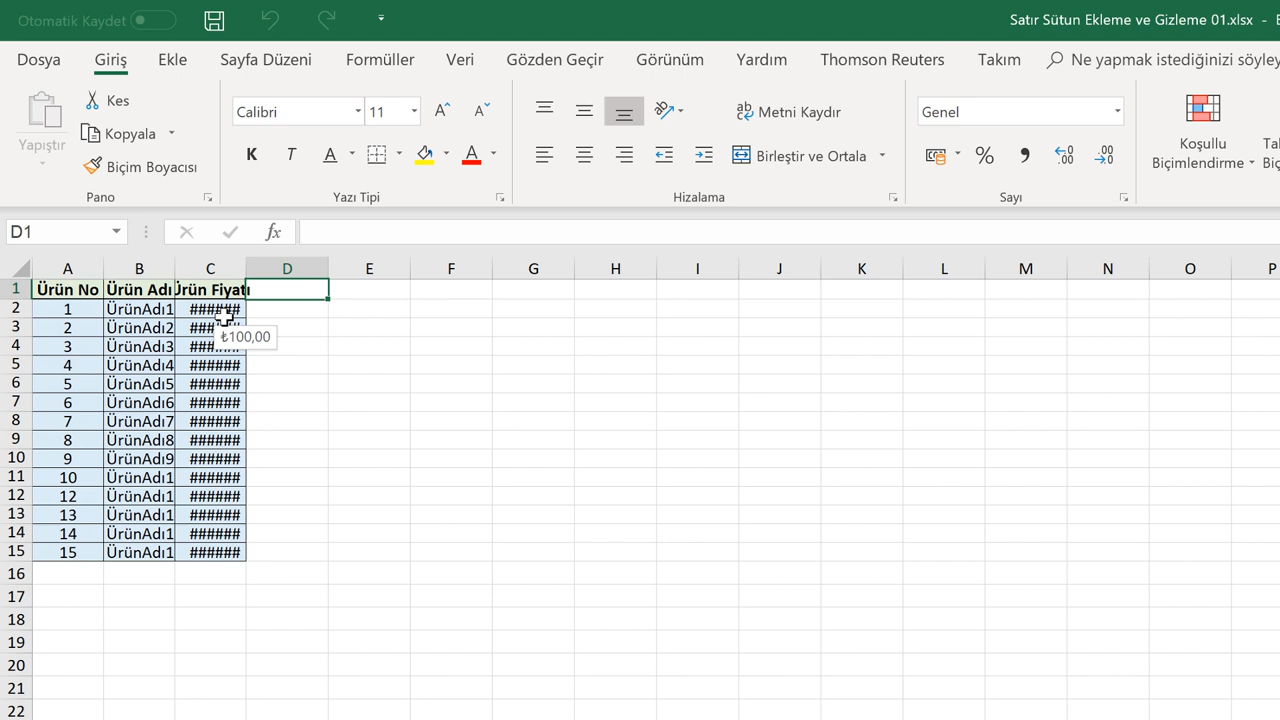 Otomatik Kaydet
Satır Sütun Ekleme ve Gizleme 01.xlsx -
Dosya Giriş Ekle Sayfa Düzeni Formüller Veri Gözden Geçir Görünüm Yardım Thomson Reuters Takım Ne yapmak istediğinizi söyley
Yapıştır
Kes
Kopyala
Biçim Boyacısı
Pano
Calibri 11
K T A A
Yazı Tipi
Metni Kaydır
Birleştir ve Ortala
Hizalama
Genel
% , ,00 ,00
Sayı
Koşullu
Biçimlendirme
D1 fx
A B C D E F G H I J K L M N O P
1 Ürün No Ürün Adı Ürün Fiyatı
2 1 ÜrünAdı1 ######
3 2 ÜrünAdı2
₺100,00
4 3 ÜrünAdı3
5 4 ÜrünAdı4 ######
6 5 ÜrünAdı5 ######
7 6 ÜrünAdı6 ######
8 7 ÜrünAdı7 ######
9 8 ÜrünAdı8 ######
10 9 ÜrünAdı9 ######
11 10 ÜrünAdı1 ######
12 12 ÜrünAdı1 ######
13 13 ÜrünAdı1 ######
14 14 ÜrünAdı1 ######
15 15 ÜrünAdı1 ######
16
17
18
19
20
21
22